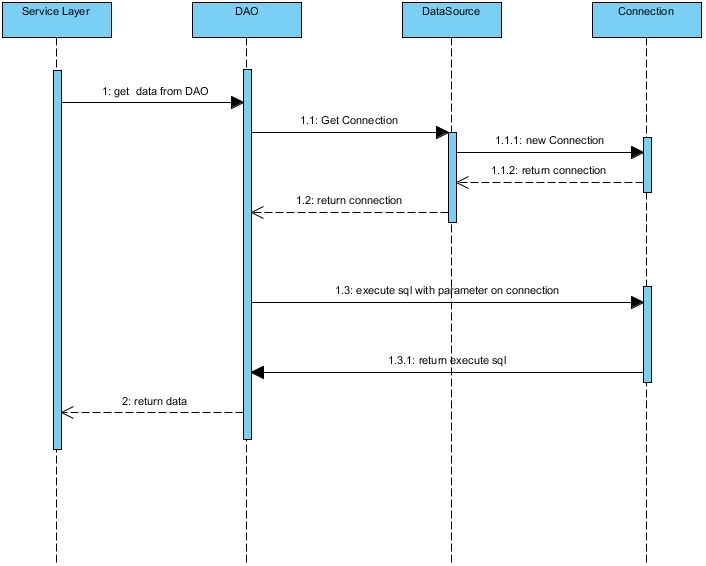 Service Layer
DAO
DataSource
Connection
1: get  data from DAO
1.1: Get Connection
1.1.1: new Connection
1.1.2: return connection
1.2: return connection
1.3: execute sql with parameter on connection
1.3.1: return execute sql
2: return data